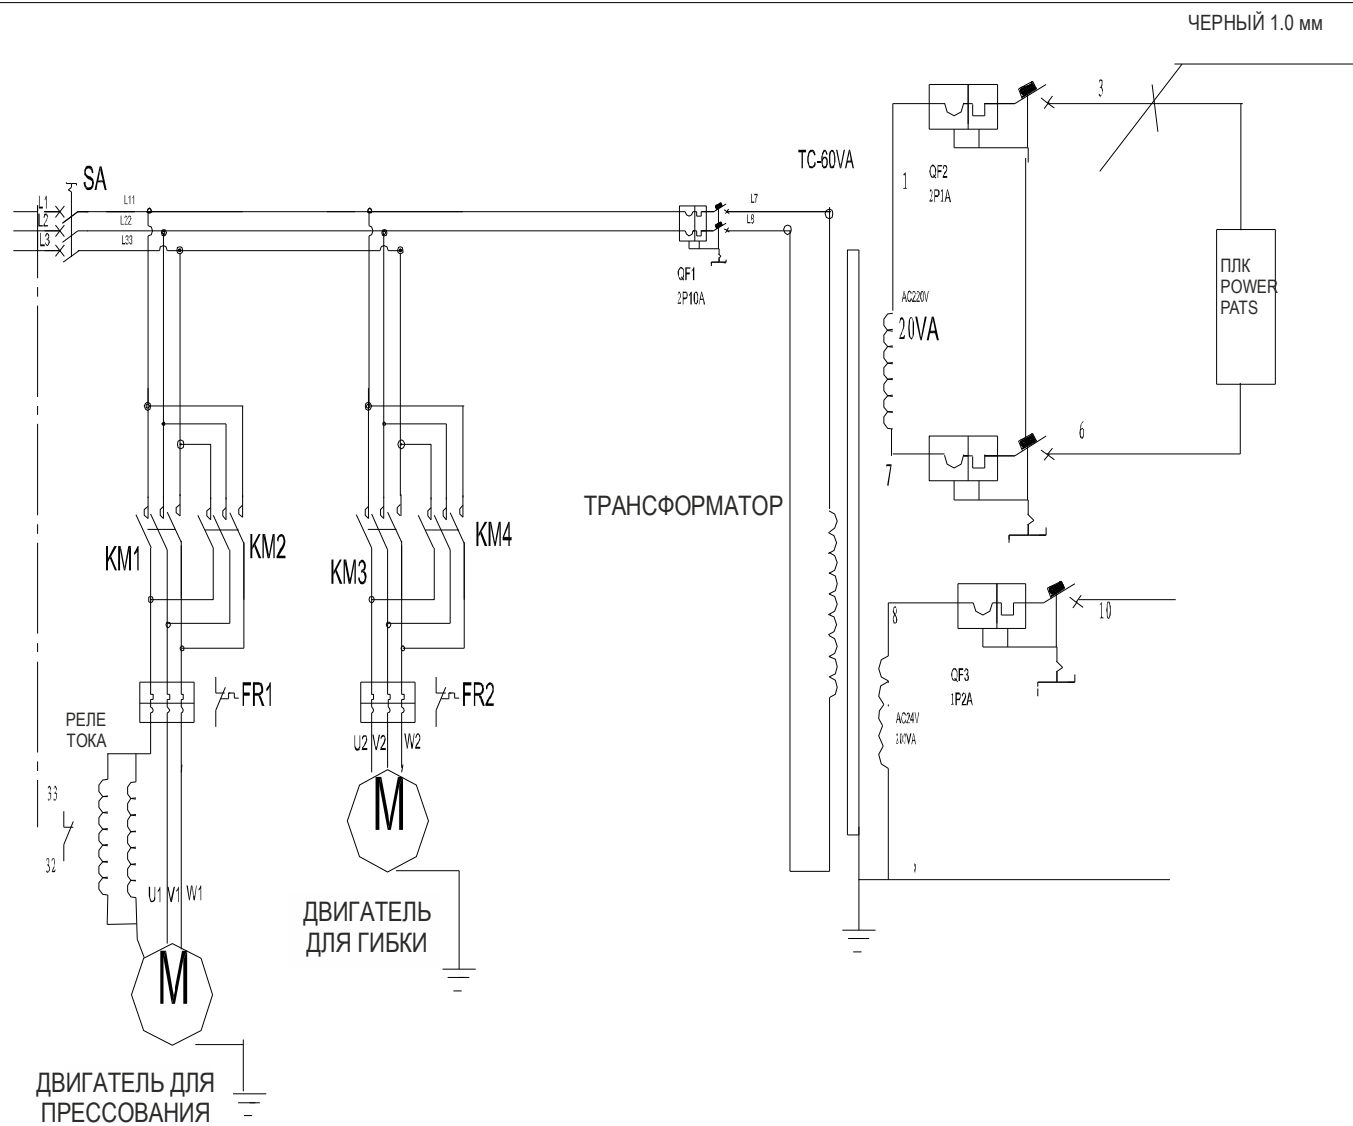 ЧЕРНЫЙ 1.0 мм
3
TC-60VA
SA
1
QF2
2P1A
L1
L11
L7
L2
L22
L8
L3
L33
QF1
2P10A
ПЛК
POWER
PATS
AC220V
20VA
6
7
ТРАНСФОРМАТОР
KM1
KM2
KM3
KM4
8
10
QF3
1P2A
FR1
FR2
РЕЛЕ
ТОКА
AC24V
U2
V2
W2
M
33
32
U1
V1
W1
ДВИГАТЕЛЬ
ДЛЯ ГИБКИ
M
ДВИГАТЕЛЬ ДЛЯ
ПРЕССОВАНИЯ